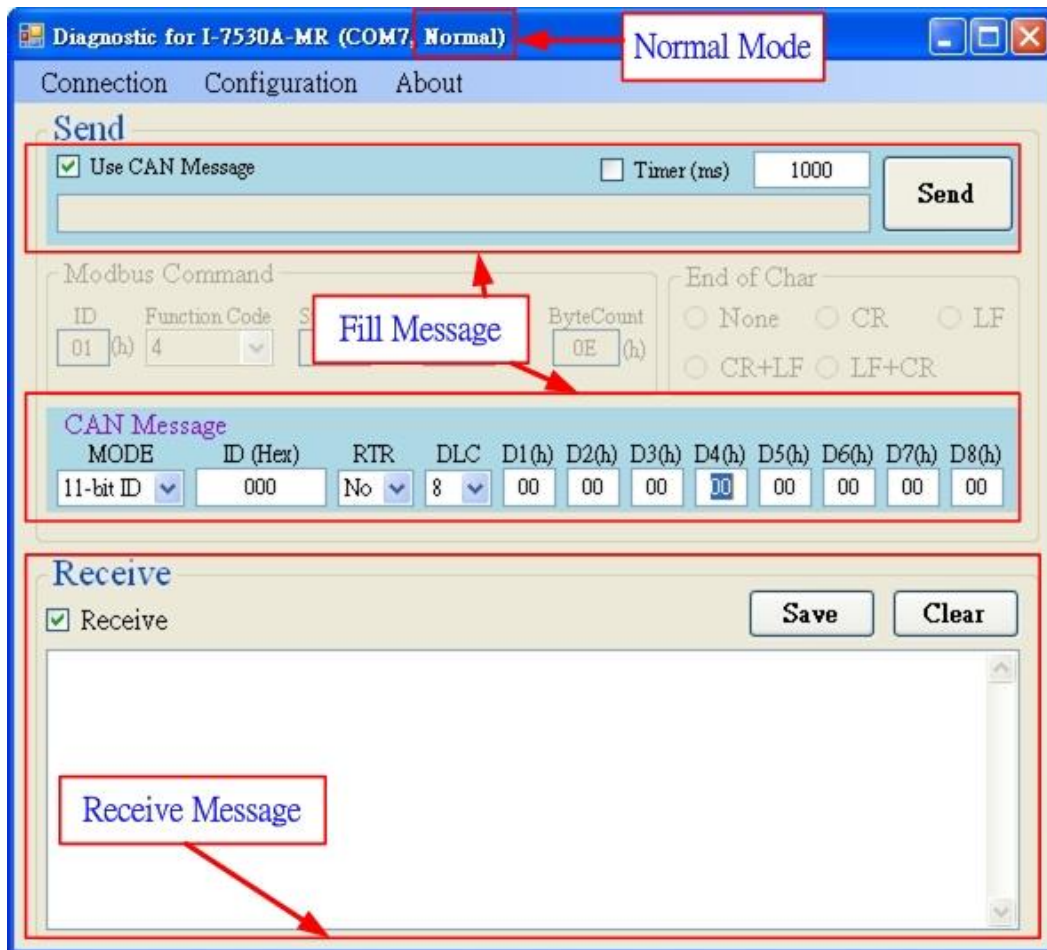 Diagnostic for I-7530A-MR (COM7, Normal)
Normal Mode
Connection Configuration About
Send
Use CAN Message Timer (ms) 1000 Send
Modbus Command End of Char
ID Function Code ByteCount None CR LF
01 (h) 4 0E (h)
CR+LF LF+CR
Fill Message
CAN Message
MODE ID (Hex) RTR DLC D1(h) D2(h) D3(h) D4(h) D5(h) D6(h) D7(h) D8(h)
11-bit ID 000 No 8 00 00 00 00 00 00 00 00
Receive
Receive Save Clear
Receive Message